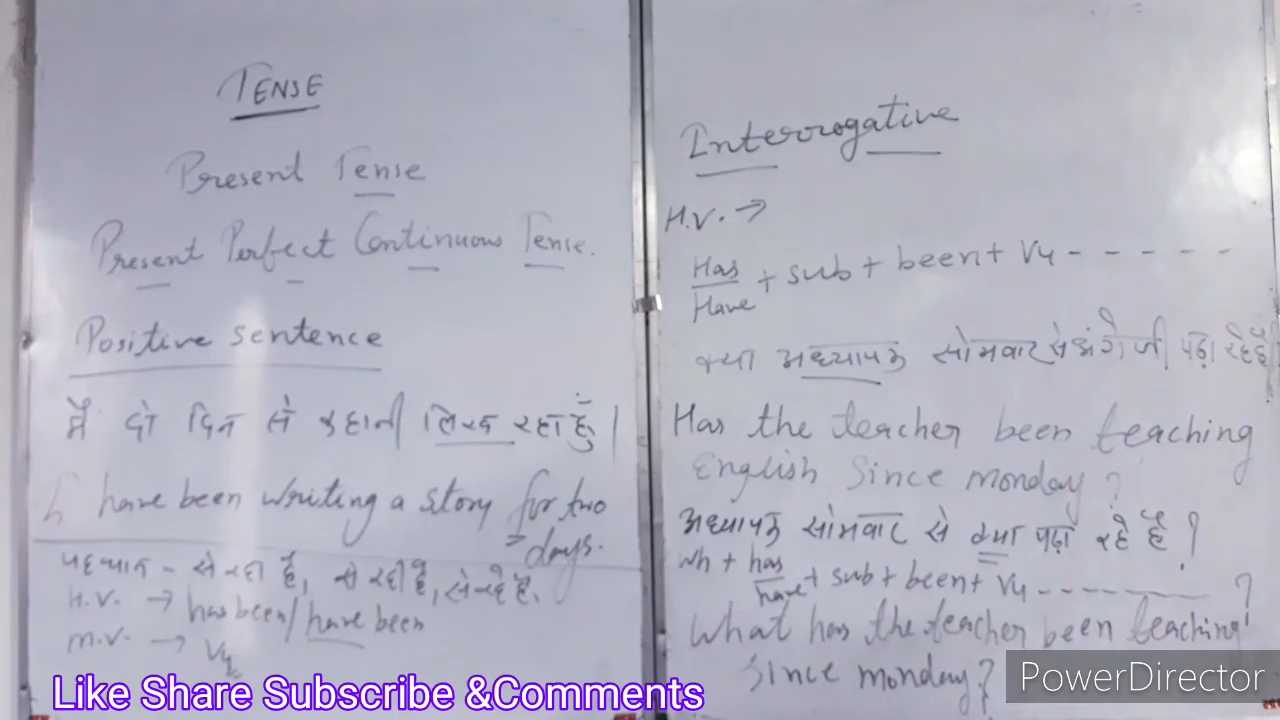 TENSE
Present Tense
Present Perfect Continuous Tense.
Positive sentence
मैं दो दिन से कहानी लिख रहा हूँ।
I have been writing a story for two
days.
पहचान - से रहा है, से रही है, से रहे हैं.
H.V. → has been/have been
M.V. → V4
Interrogative
H.V. →
Has
Have + sub + been + V4 - - - - -
क्या अध्यापक सोमवार से अंग्रेजी पढ़ा रहे हैं
Has the teacher been teaching
English Since monday?
अध्यापक सोमवार से क्या पढ़ा रहे हैं?
Wh + has
have + sub + been + V4 - - - - - - ?
What has the teacher been teaching
Since monday?
Like Share Subscribe &Comments
PowerDirector